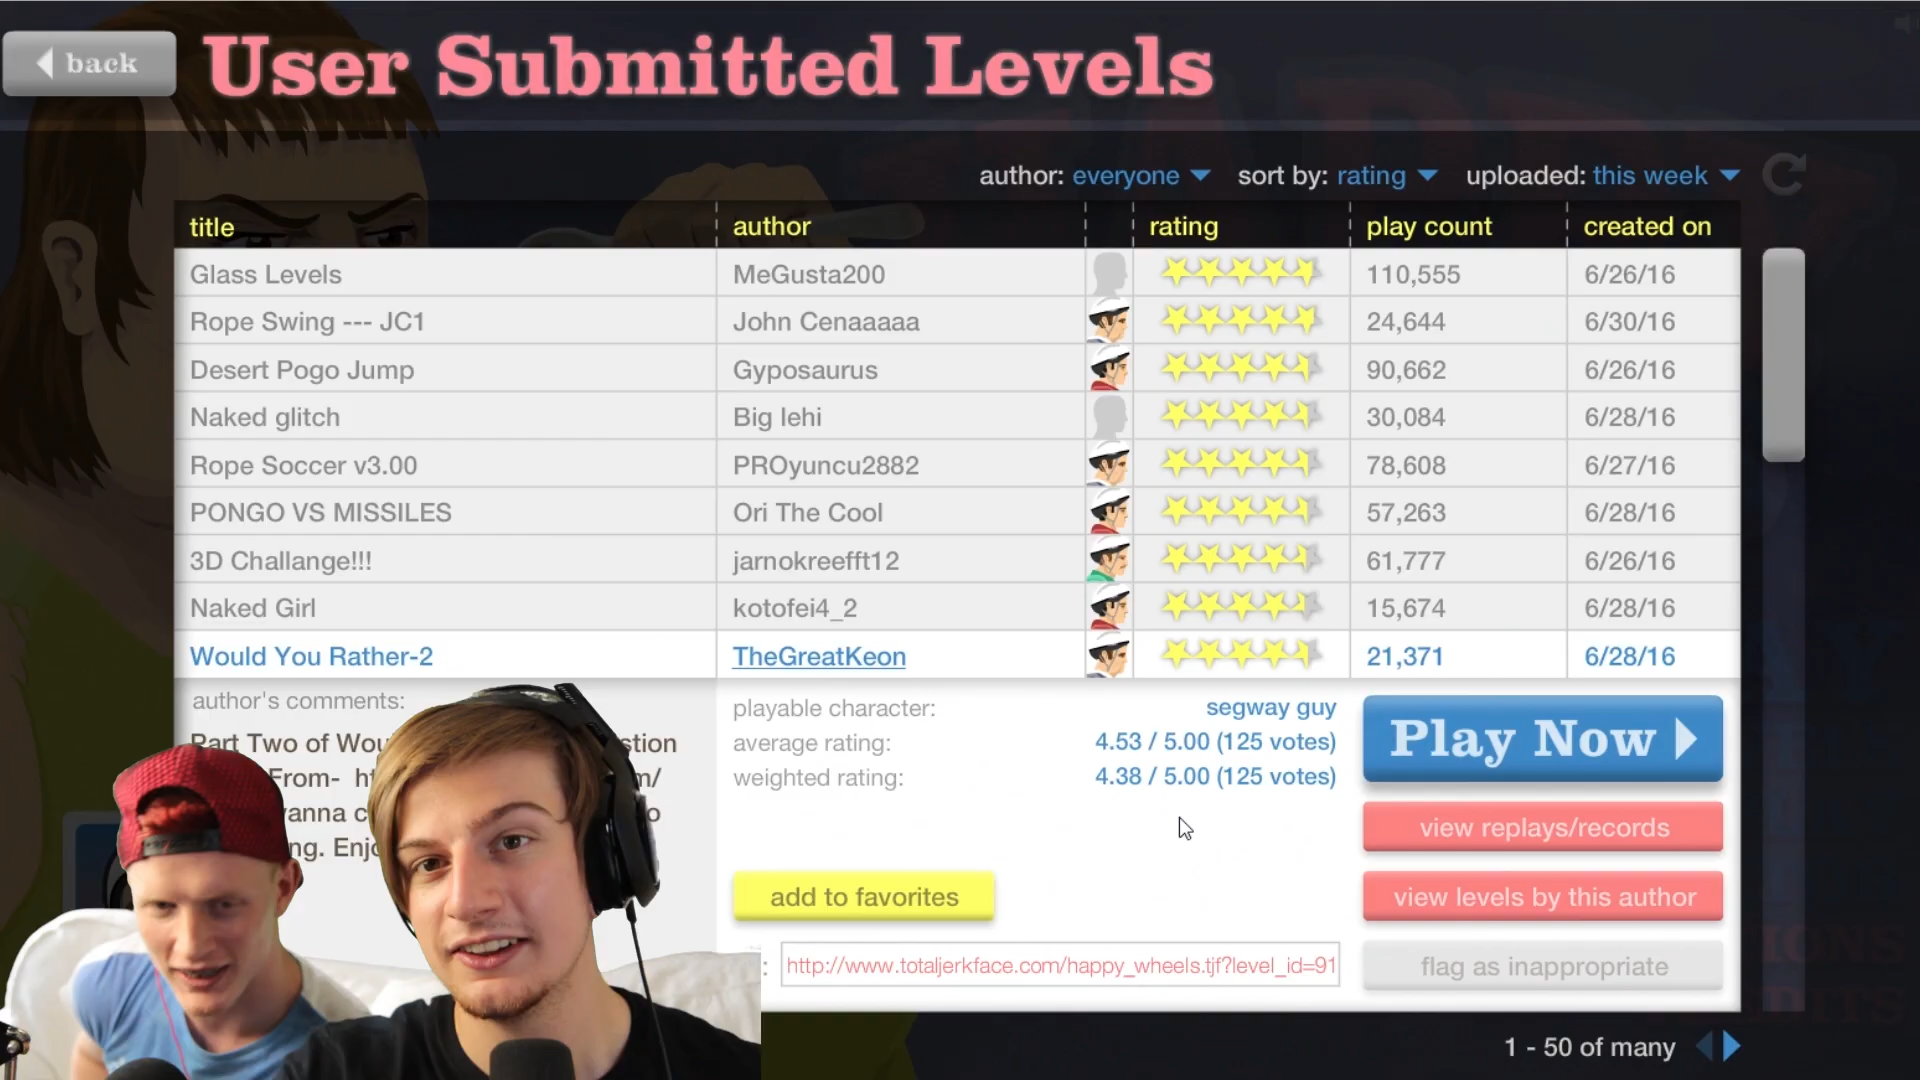 back
User Submitted Levels
author: everyone sort by: rating uploaded: this week
title author rating play count created on
Glass Levels MeGusta200 110,555 6/26/16
Rope Swing --- JC1 John Cenaaaaa 24,644 6/30/16
Desert Pogo Jump Gyposaurus 90,662 6/26/16
Naked glitch Big lehi 30,084 6/28/16
Rope Soccer v3.00 PROyuncu2882 78,608 6/27/16
PONGO VS MISSILES Ori The Cool 57,263 6/28/16
3D Challange!!! jarnokreefft12 61,777 6/26/16
Naked Girl kotofei4_2 15,674 6/28/16
Would You Rather-2 TheGreatKeon 21,371 6/28/16
author's comments:
Part Two of
From-
ng.
playable character: segway guy
average rating: 4.53 / 5.00 (125 votes)
weighted rating: 4.38 / 5.00 (125 votes)
Play Now
view replays/records
add to favorites
view levels by this author
: http://www.totaljerkface.com/happy_wheels.tjf?level_id=91
flag as inappropriate
1 - 50 of many